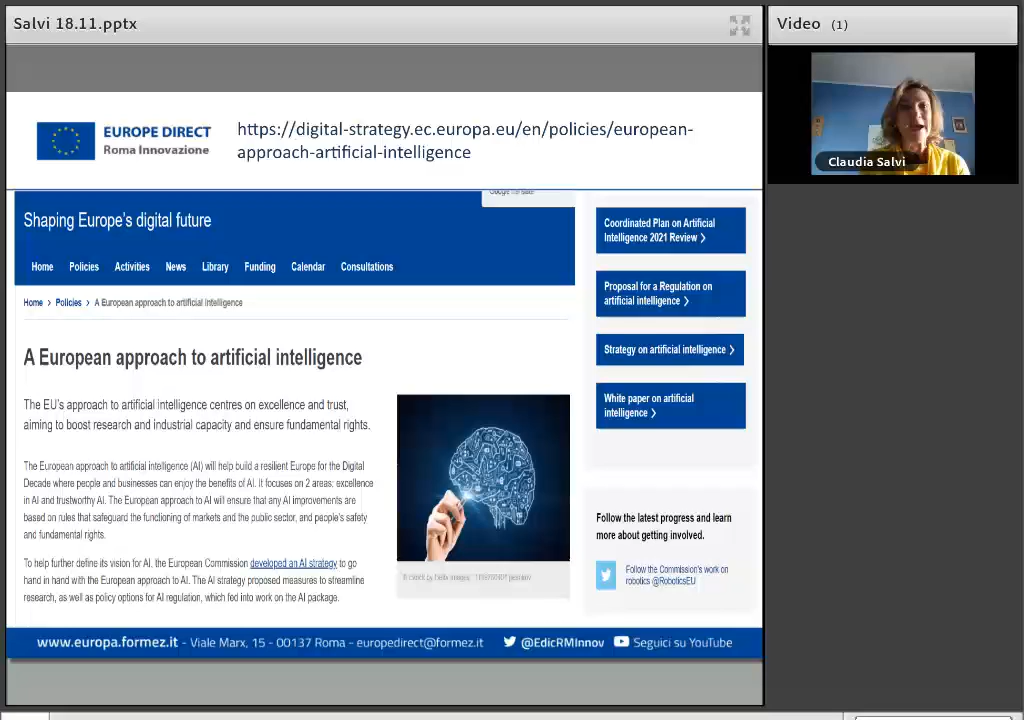 Salvi 18.11.pptx
Video (1)
Claudia Salvi
EUROPE DIRECT
Roma Innovazione
https://digital-strategy.ec.europa.eu/en/policies/european-
approach-artificial-intelligence
Shaping Europe's digital future
Home Policies Activities News Library Funding Calendar Consultations
Home > Policies > A European approach to artificial intelligence
A European approach to artificial intelligence
The EU's approach to artificial intelligence centres on excellence and trust,
aiming to boost research and industrial capacity and ensure fundamental rights.
The European approach to artificial intelligence (AI) will help build a resilient Europe for the Digital
Decade where people and businesses can enjoy the benefits of AI. It focuses on 2 areas: excellence
in AI and trustworthy AI. The European approach to AI will ensure that any AI improvements are
based on rules that safeguard the functioning of markets and the public sector, and people's safety
and fundamental rights.
To help further define its vision for AI, the European Commission developed an AI strategy to go
hand in hand with the European approach to AI. The AI strategy proposed measures to streamline
research, as well as policy options for AI regulation, which fed into work on the AI package.
Coordinated Plan on Artificial
Intelligence 2021 Review >
Proposal for a Regulation on
artificial intelligence >
Strategy on artificial intelligence >
White paper on artificial
intelligence >
Follow the latest progress and learn
more about getting involved.
Follow the Commission's work on
robotics @RoboticsEU
www.europa.formez.it - Viale Marx, 15 - 00137 Roma - europedirect@formez.it @EdicRMInnov Seguici su YouTube